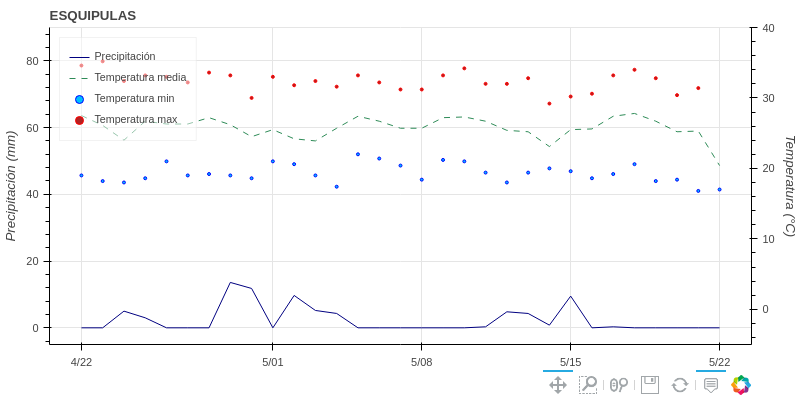 ESQUIPULAS
Precipitación
Temperatura media
Temperatura min
Temperatura max
Precipitación (mm)
80
60
40
20
0
Temperatura (°C)
40
30
20
10
0
4/22
5/01
5/08
5/15
5/22